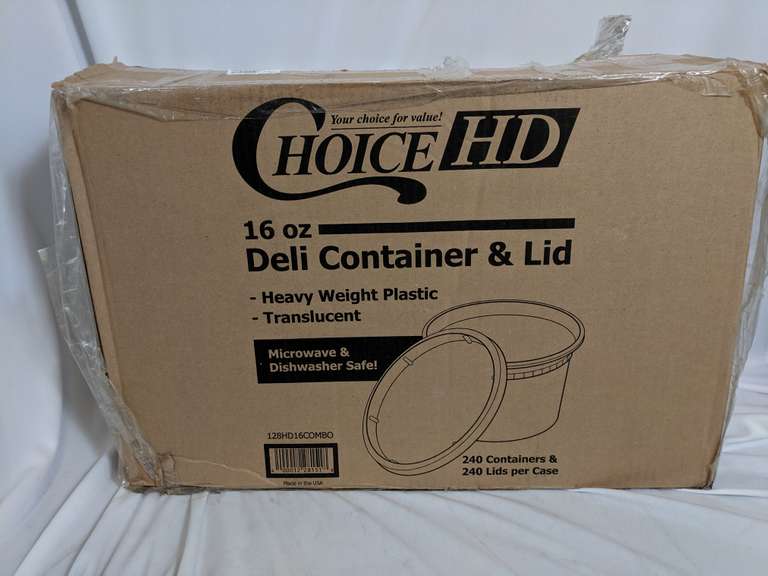 Your choice for value!
CHOICE HD
16 oz
Deli Container & Lid
- Heavy Weight Plastic
- Translucent
Microwave &
Dishwasher Safe!
128HD16COMBO
240 Containers &
240 Lids per Case
Made in the USA